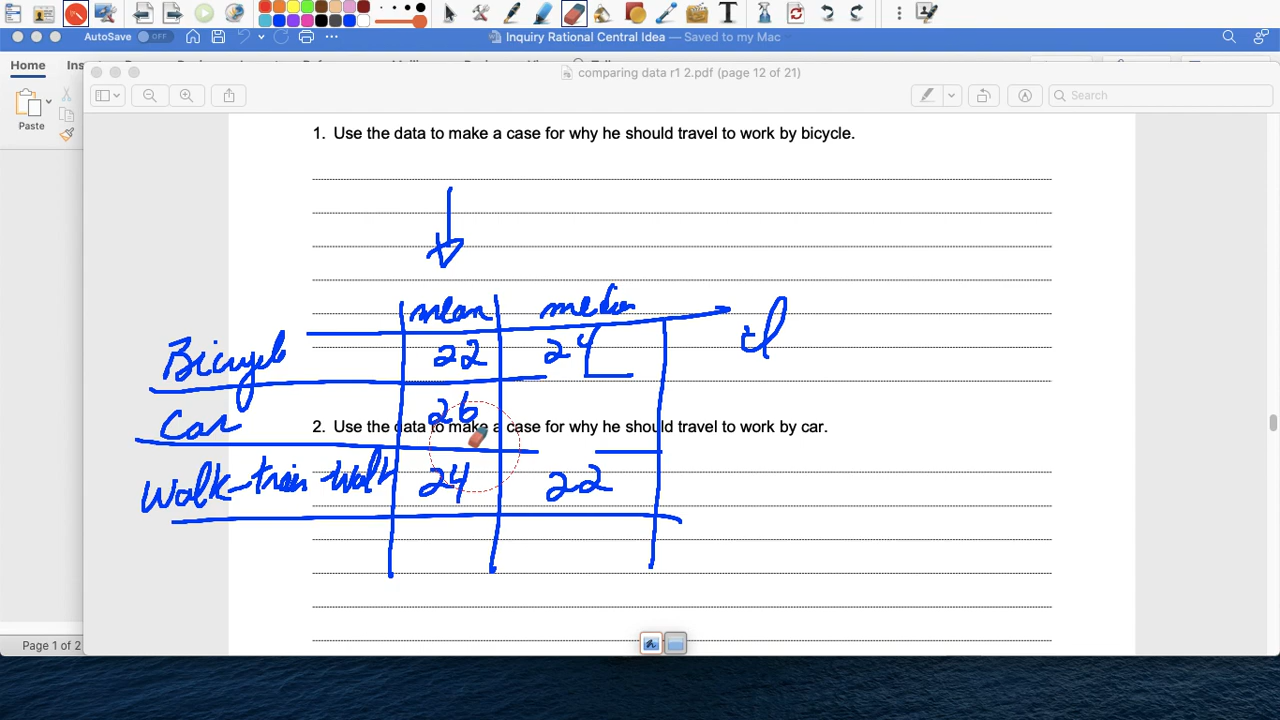 AutoSave OFF
Inquiry Rational Central Idea — Saved to my Mac
Home
comparing data r1 2.pdf (page 12 of 21)
Paste
Search
1. Use the data to make a case for why he should travel to work by bicycle.
mean
Bicycle 22 24
Car 26
2. Use the data to make a case for why he should travel to work by car.
Walk-train-walk 24 22
Page 1 of 2